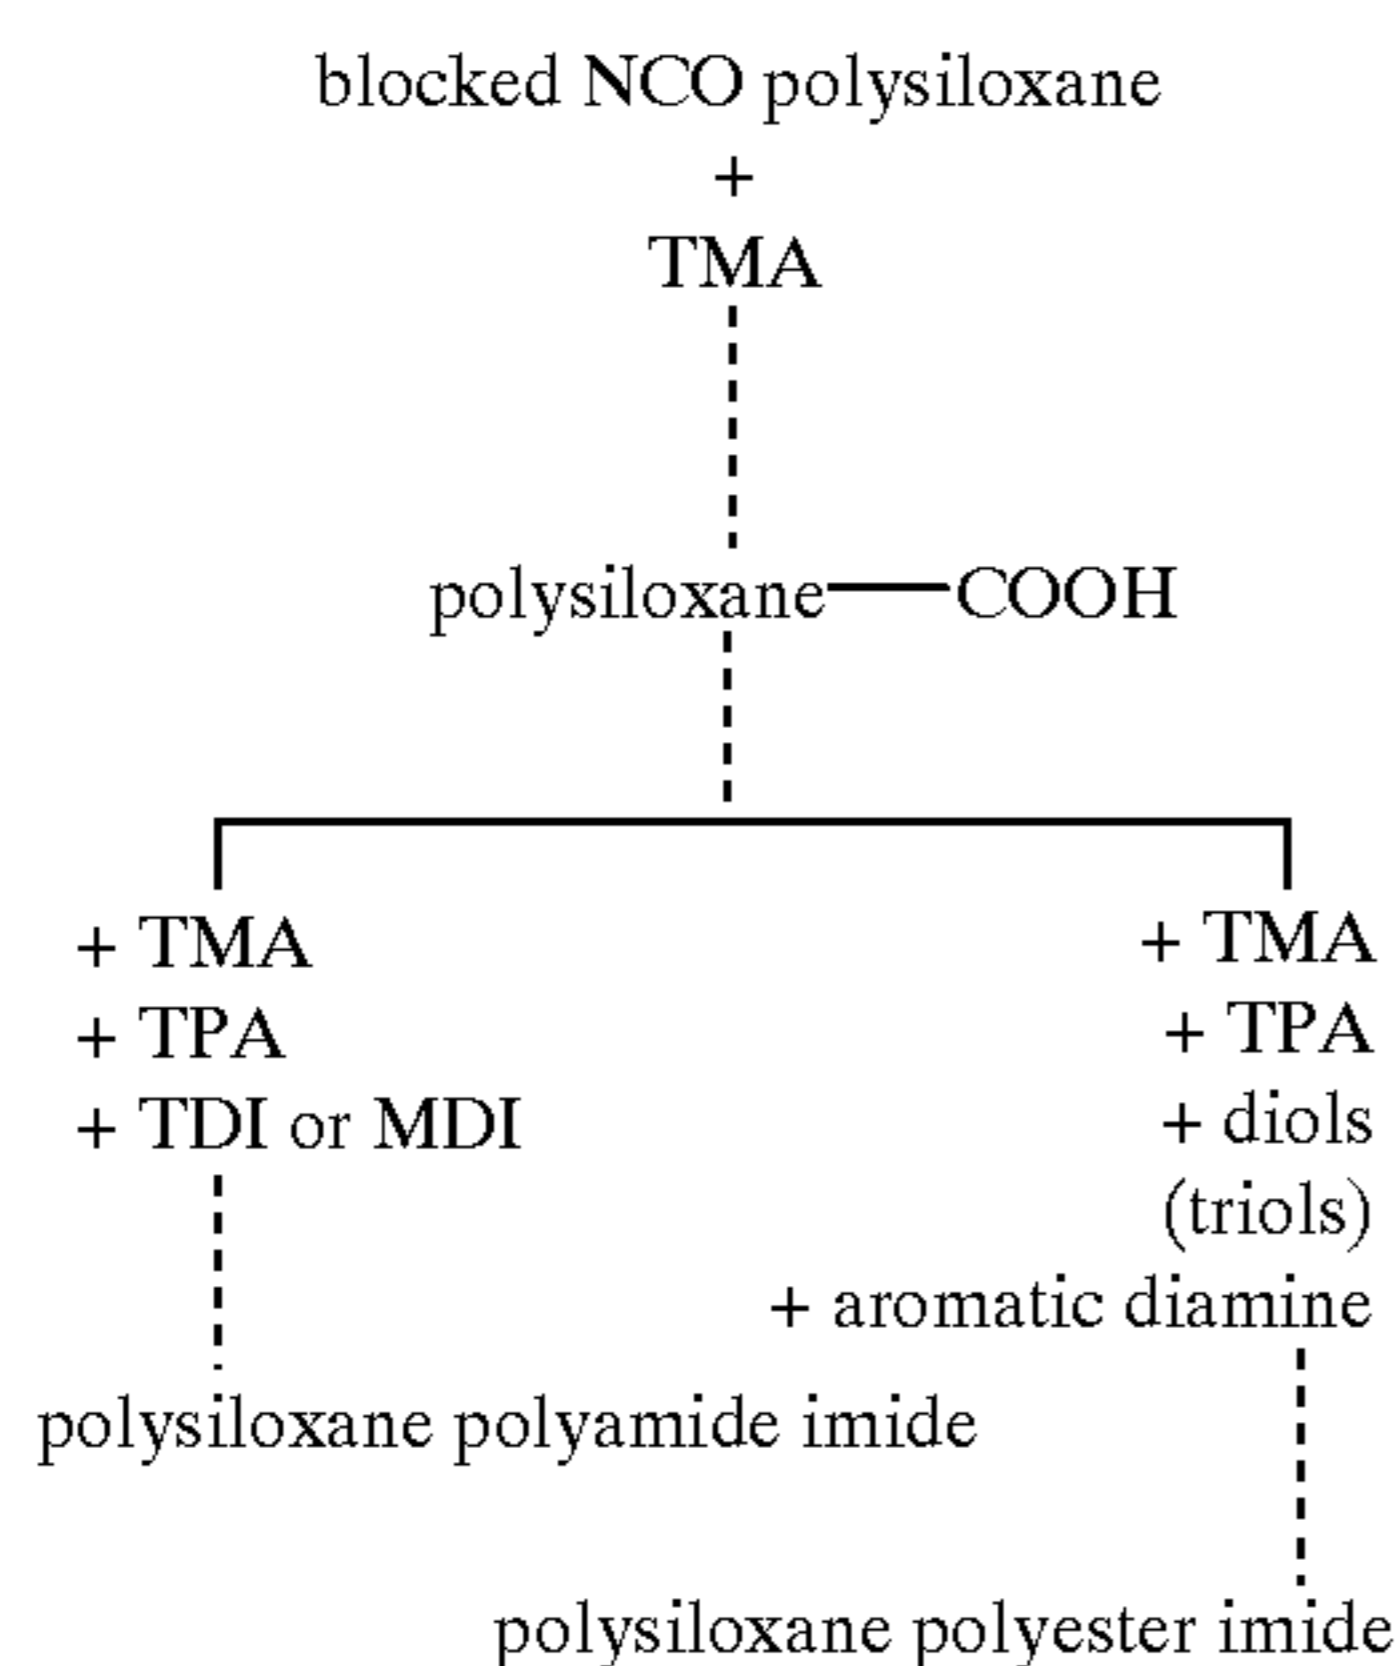 blocked NCO polysiloxane
+
TMA
polysiloxane—COOH
+ TMA
+ TPA
+ TDI or MDI
polysiloxane polyamide imide
+ TMA
+ TPA
+ diols
(triols)
+ aromatic diamine
polysiloxane polyester imide